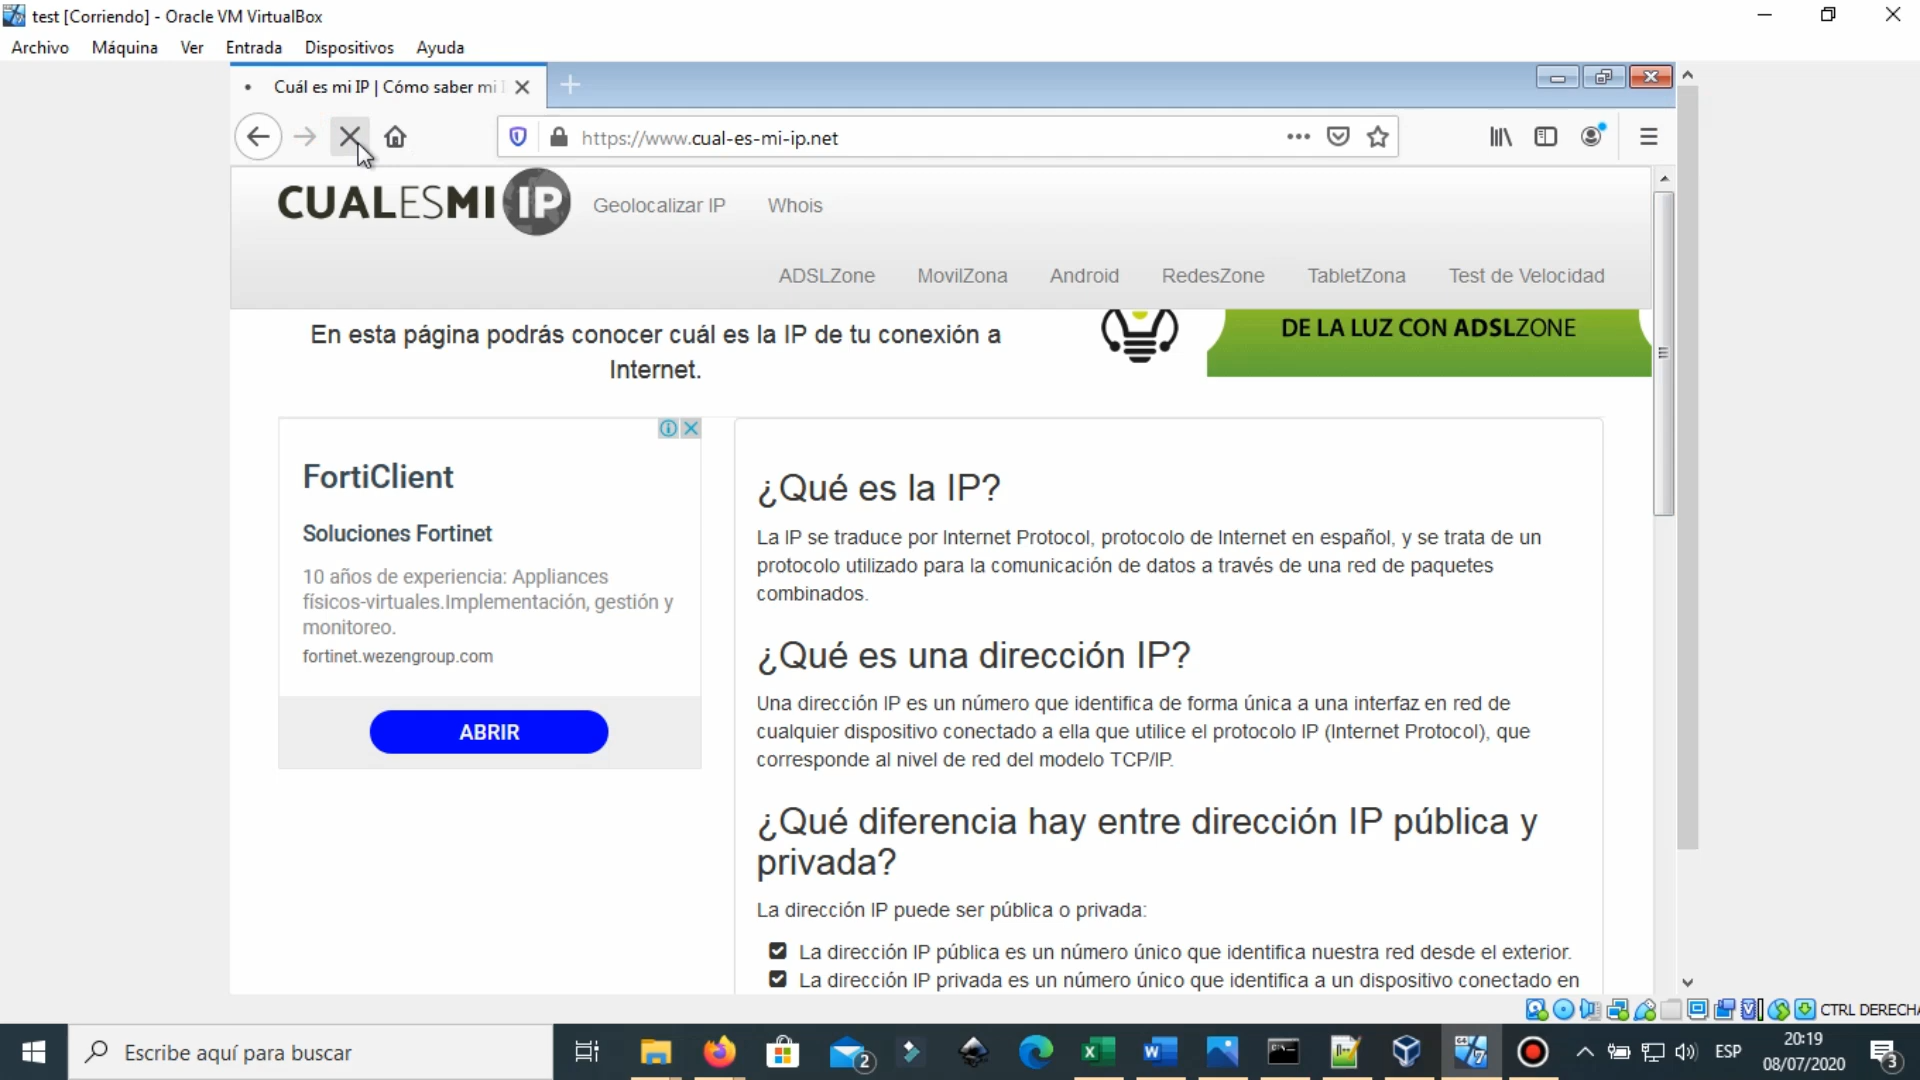 test [Corriendo] - Oracle VM VirtualBox
Archivo Máquina Ver Entrada Dispositivos Ayuda
Cuál es mi IP | Cómo saber mi I
https://www.cual-es-mi-ip.net
CUALESMI IP
Geolocalizar IP Whois
ADSLZone MovilZona Android RedesZone TabletZona Test de Velocidad
DE LA LUZ CON ADSLZONE
En esta página podrás conocer cuál es la IP de tu conexión a
Internet.
FortiClient
Soluciones Fortinet
10 años de experiencia: Appliances
físicos-virtuales.Implementación, gestión y
monitoreo.
fortinet.wezengroup.com
ABRIR
¿Qué es la IP?
La IP se traduce por Internet Protocol, protocolo de Internet en español, y se trata de un
protocolo utilizado para la comunicación de datos a través de una red de paquetes
combinados.
¿Qué es una dirección IP?
Una dirección IP es un número que identifica de forma única a una interfaz en red de
cualquier dispositivo conectado a ella que utilice el protocolo IP (Internet Protocol), que
corresponde al nivel de red del modelo TCP/IP.
¿Qué diferencia hay entre dirección IP pública y
privada?
La dirección IP puede ser pública o privada:
La dirección IP pública es un número único que identifica nuestra red desde el exterior.
La dirección IP privada es un número único que identifica a un dispositivo conectado en
CTRL DERECHA
Escribe aquí para buscar
2
ESP
20:19
08/07/2020
3